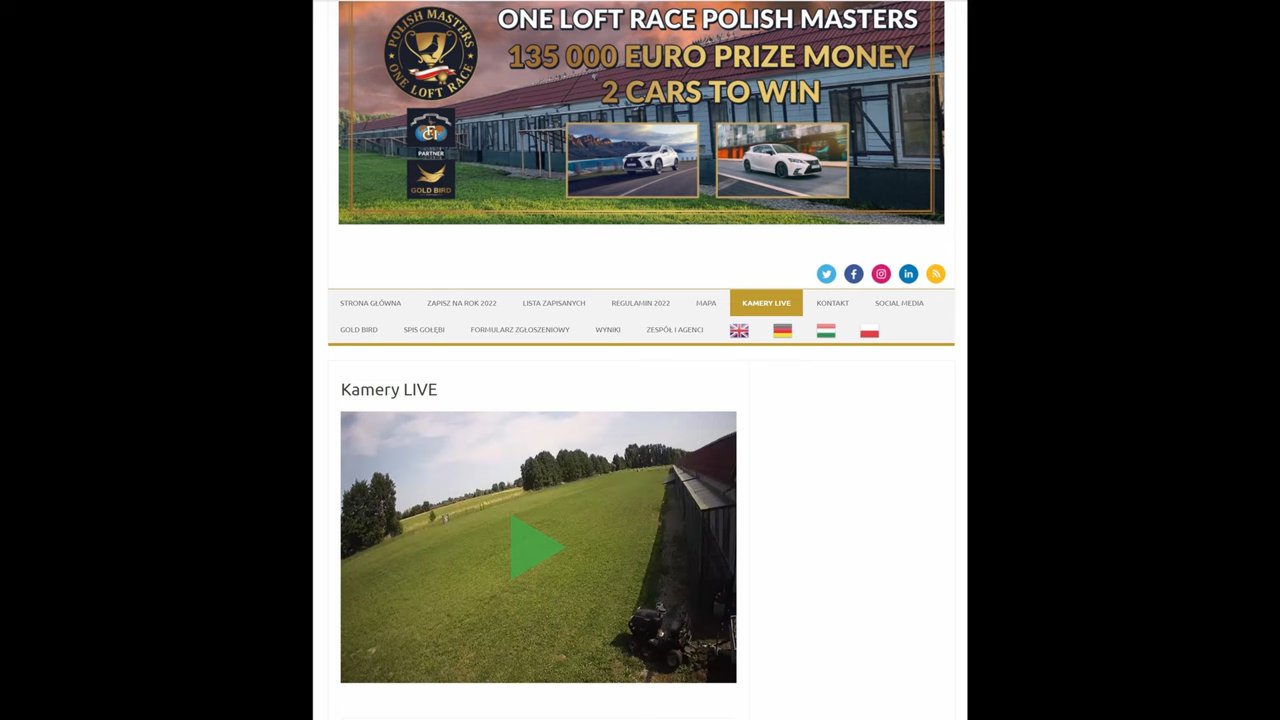 ONE LOFT RACE POLISH MASTERS
135 000 EURO PRIZE MONEY
2 CARS TO WIN
POLISH MASTERS
ONE LOFT RACE
FCI
PARTNER
GOLD BIRD
STRONA GŁÓWNA ZAPISZ NA ROK 2022 LISTA ZAPISANYCH REGULAMIN 2022 MAPA KAMERY LIVE KONTAKT SOCIAL MEDIA
GOLD BIRD SPIS GOŁĘBI FORMULARZ ZGŁOSZENIOWY WYNIKI ZESPÓŁ I AGENCI
Kamery LIVE